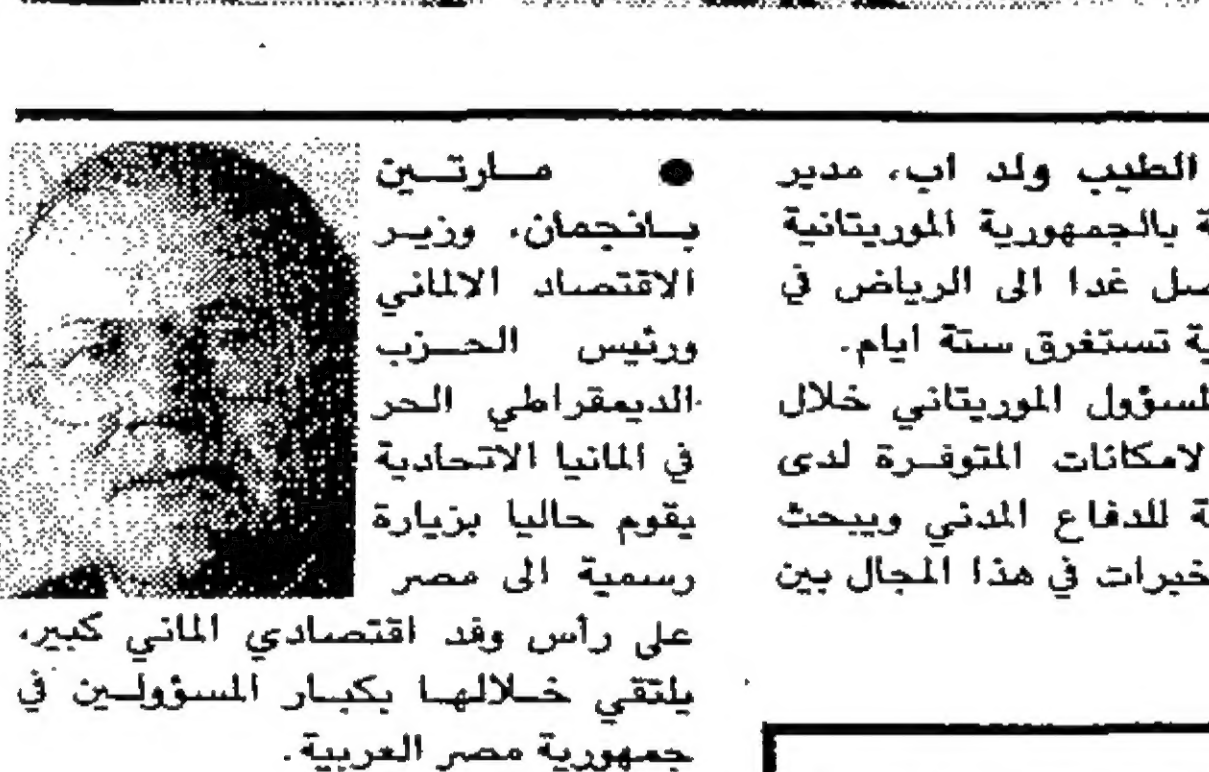 الطيب ولد اب، مدير
بالجمهورية الموريتانية
غدا الى الرياض في
تستغرق ستة ايام.
لمسؤول الموريتاني خلال
لامكانات المتوفرة لدى
للدفاع المدني ويبحث
خبرات في هذا المجال بين
● مارتين
بانجمان، وزير
الاقتصاد الالماني
ورئيس الحزب
الديمقراطي الحر
في المانيا الاتحادية
يقوم حاليا بزيارة
رسمية الى مصر
على رأس وفد اقتصادي الماني كبير،
يلتقي خلالها بكبار المسؤولين في
جمهورية مصر العربية.